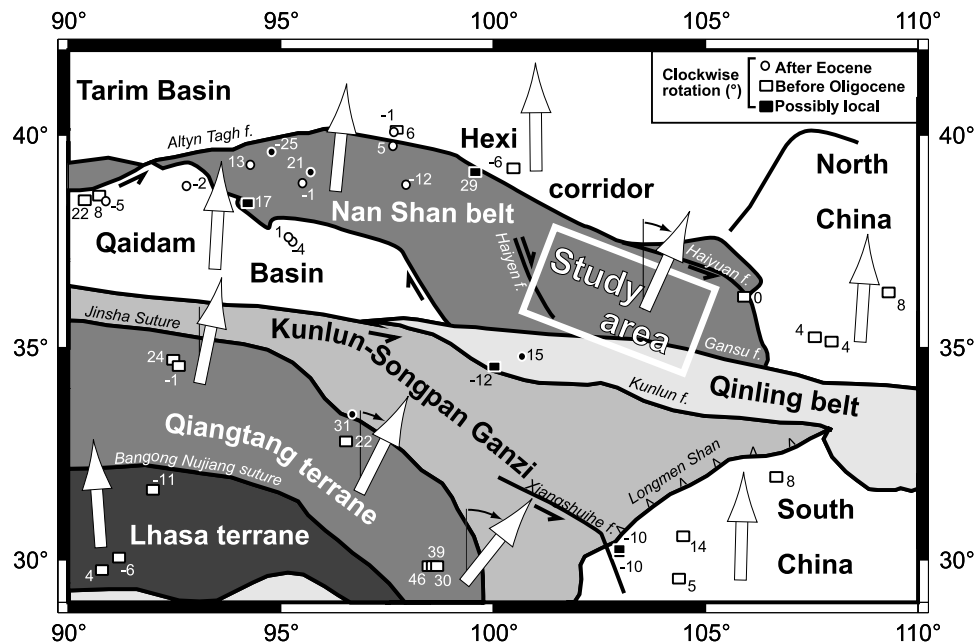 90° 95° 100° 105° 110°
Clockwise rotation (°)
After Eocene
Before Oligocene
Possibly local
Tarim Basin
-1
6
40° 40°
Altyn Tagh f.
-25
5
Hexi
13
21
-6
North
-1
-12
29
corridor
-2
22
8
-5
17
Nan Shan belt
China
Qaidam
1
4
Haiyen f.
Study
Haiyuan f.
Basin
area
0
8
Jinsha Suture
4
4
35° 35°
Kunlun-Songpan Ganzi
Gansu f.
24
-1
15
-12
Qinling belt
Kunlun f.
31
22
Qiangtang terrane
Longmen Shan
Bangong Nujiang suture
-11
8
Xiangshuihe f.
South
Lhasa terrane
-10
14
30° 30°
4
-6
39
-10
China
46
30
5
90° 95° 100° 105° 110°